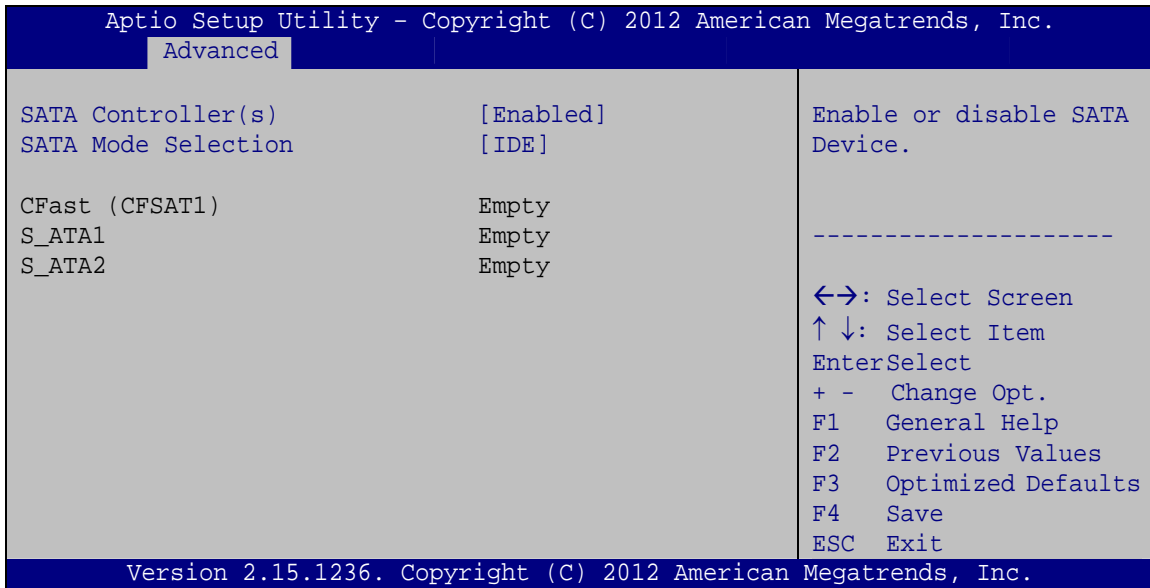 Aptio Setup Utility – Copyright (C) 2012 American Megatrends, Inc.
Advanced
SATA Controller(s) [Enabled]
SATA Mode Selection [IDE]
CFast (CFSAT1) Empty
S_ATA1 Empty
S_ATA2 Empty
Enable or disable SATA
Device.
---------------------
←→: Select Screen
↑ ↓: Select Item
EnterSelect
+ - Change Opt.
F1 General Help
F2 Previous Values
F3 Optimized Defaults
F4 Save
ESC Exit
Version 2.15.1236. Copyright (C) 2012 American Megatrends, Inc.